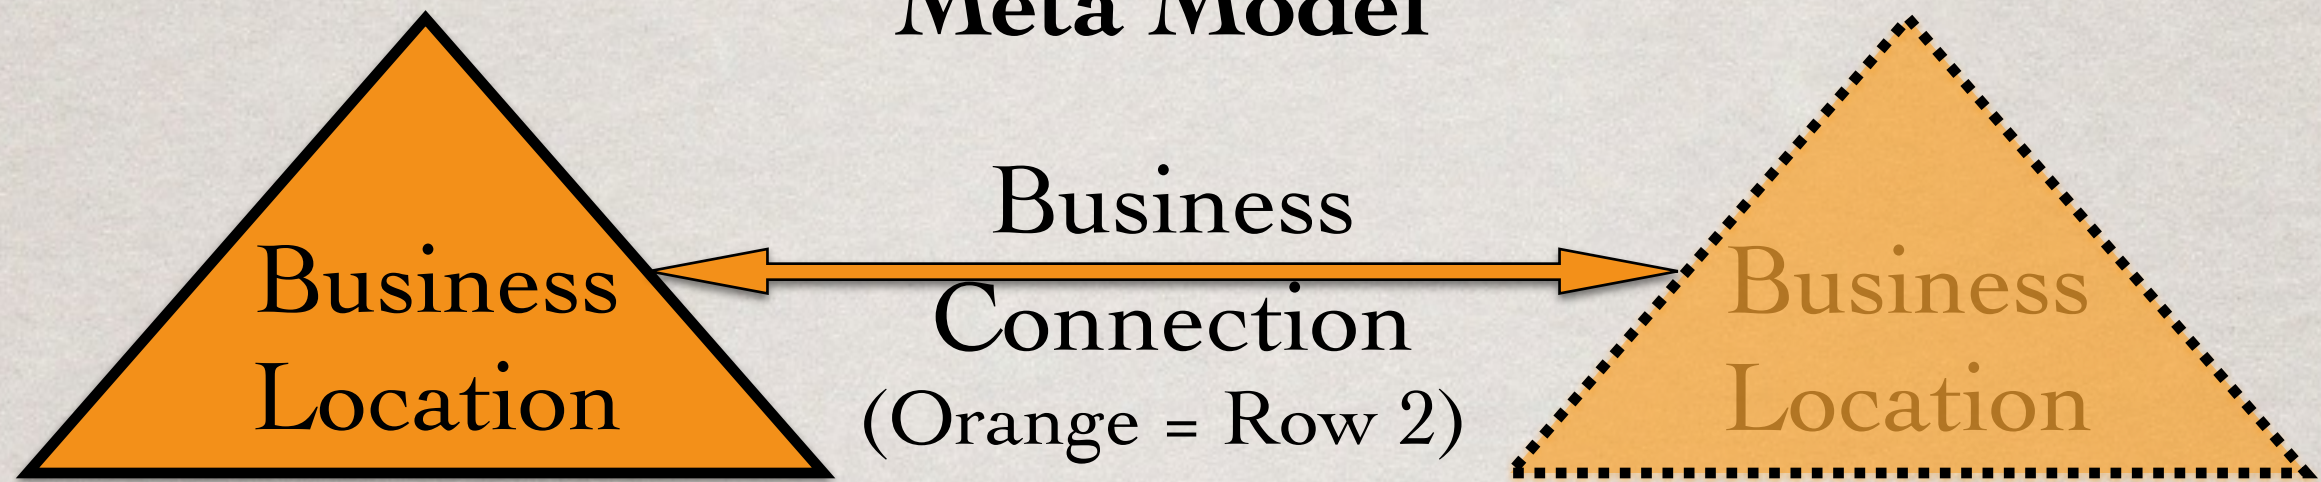 Meta Model
Business
Location
Business
Connection
(Orange = Row 2)
Business
Location